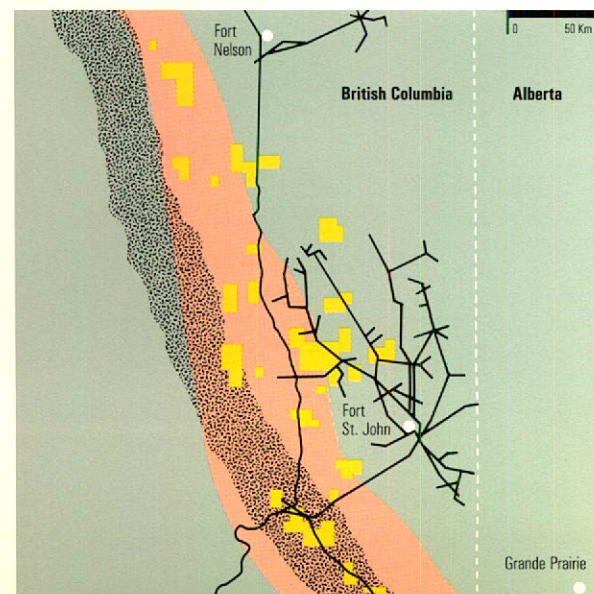 Fort
Nelson
0 50 Km
British Columbia Alberta
Fort
St. John
Grande Prairie